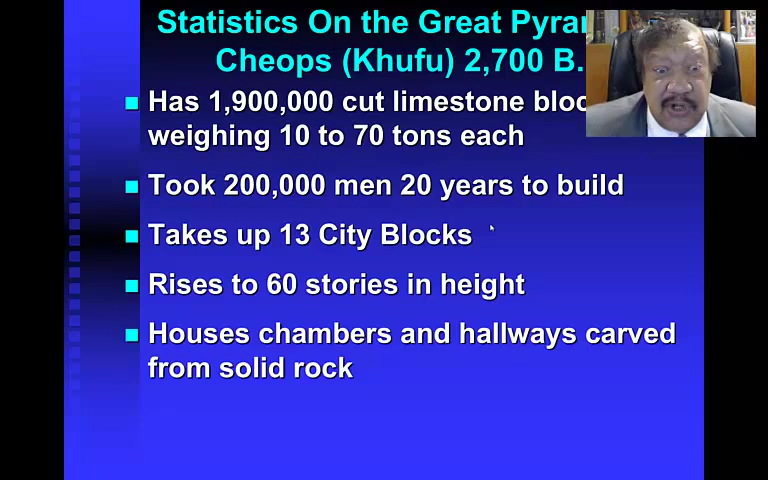 Statistics On the Great
Cheops (Khufu) 2,700 B.
Has 1,900,000 cut limestone
weighing 10 to 70 tons each
Took 200,000 men 20 years to build
Takes up 13 City Blocks
Rises to 60 stories in height
Houses chambers and hallways carved
from solid rock